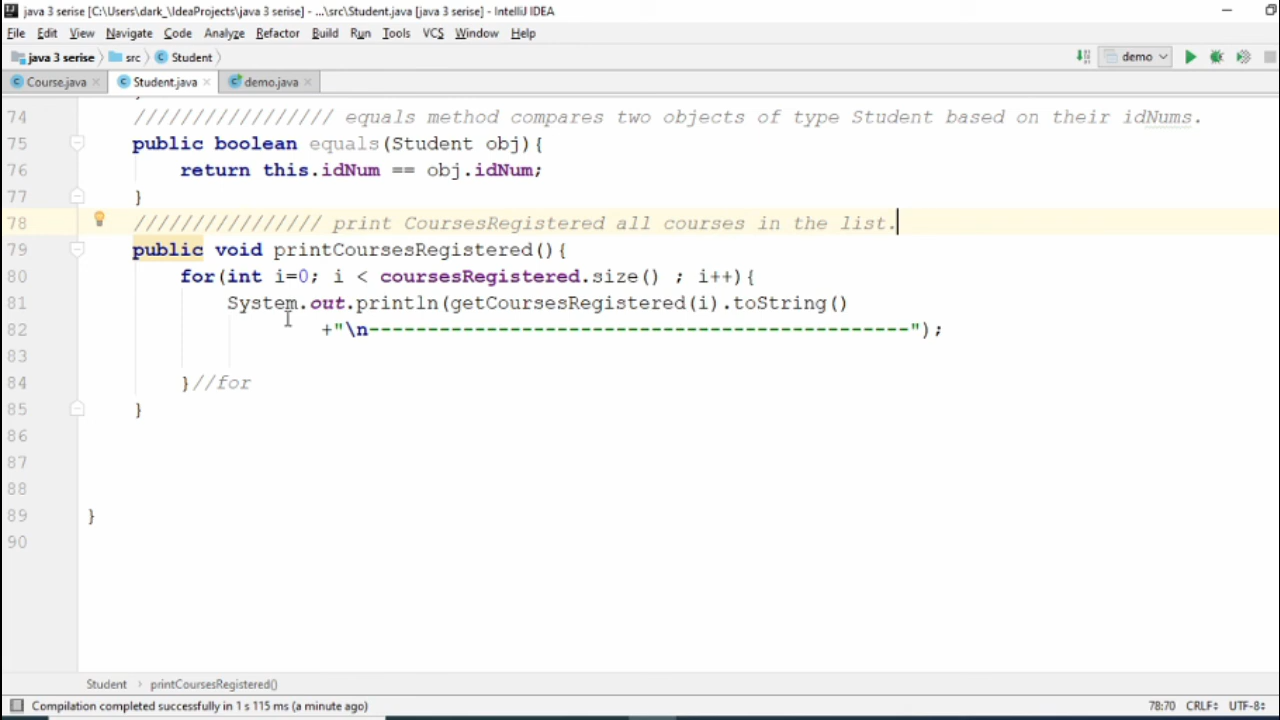 java 3 serise [C:\Users\dark_\IdeaProjects\java 3 serise] - ...\src\Student.java [java 3 serise] - IntelliJ IDEA
File Edit View Navigate Code Analyze Refactor Build Run Tools VCS Window Help
java 3 serise src Student demo
Course.java Student.java demo.java
74 //////////////// equals method compares two objects of type Student based on their idNums.
75 public boolean equals(Student obj){
76 return this.idNum == obj.idNum;
77 }
78 /////////////// print CoursesRegistered all courses in the list.
79 public void printCoursesRegistered(){
80 for(int i=0; i < coursesRegistered.size() ; i++){
81 System.out.println(getCoursesRegistered(i).toString()
82 +"\n----------------------------------------------");
83
84 }//for
85 }
86
87
88
89 }
90
Student printCoursesRegistered()
Compilation completed successfully in 1 s 115 ms (a minute ago) 78:70 CRLF UTF-8